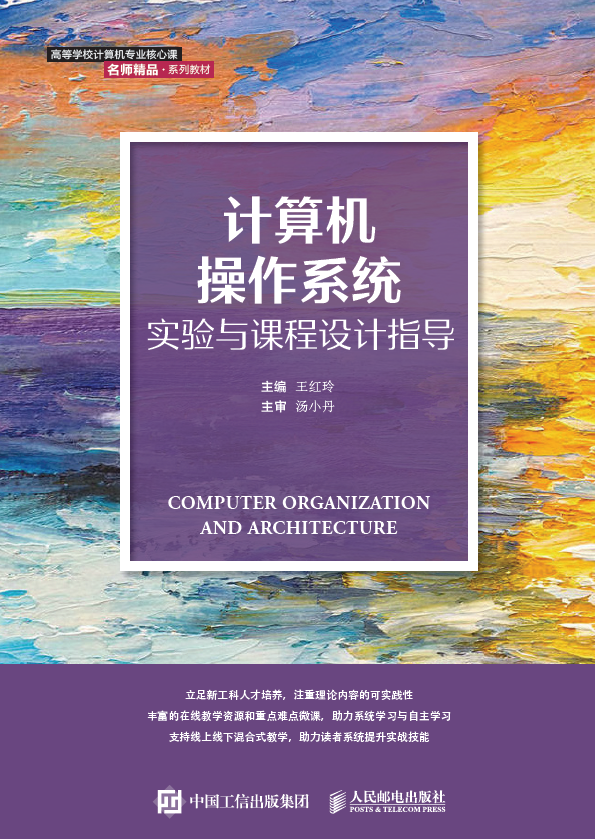 高等学校计算机专业核心课
名师精品·系列教材
计算机
操作系统
实验与课程设计指导
主编 王红玲
主审 汤小丹
COMPUTER ORGANIZATION
AND ARCHITECTURE
立足新工科人才培养，注重理论内容的可实践性
丰富的在线教学资源和重点难点微课，助力系统学习与自主学习
支持线上线下混合式教学，助力读者系统提升实战技能
中国工信出版集团
人民邮电出版社
POSTS & TELECOM PRESS